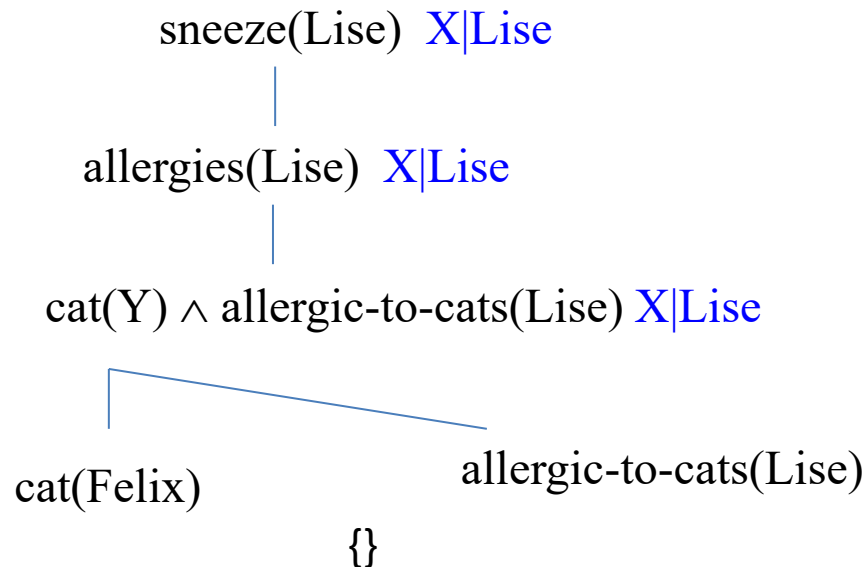 sneeze(Lise) X|Lise
allergies(Lise) X|Lise
cat(Y) ∧ allergic-to-cats(Lise) X|Lise
cat(Felix) allergic-to-cats(Lise)
{}